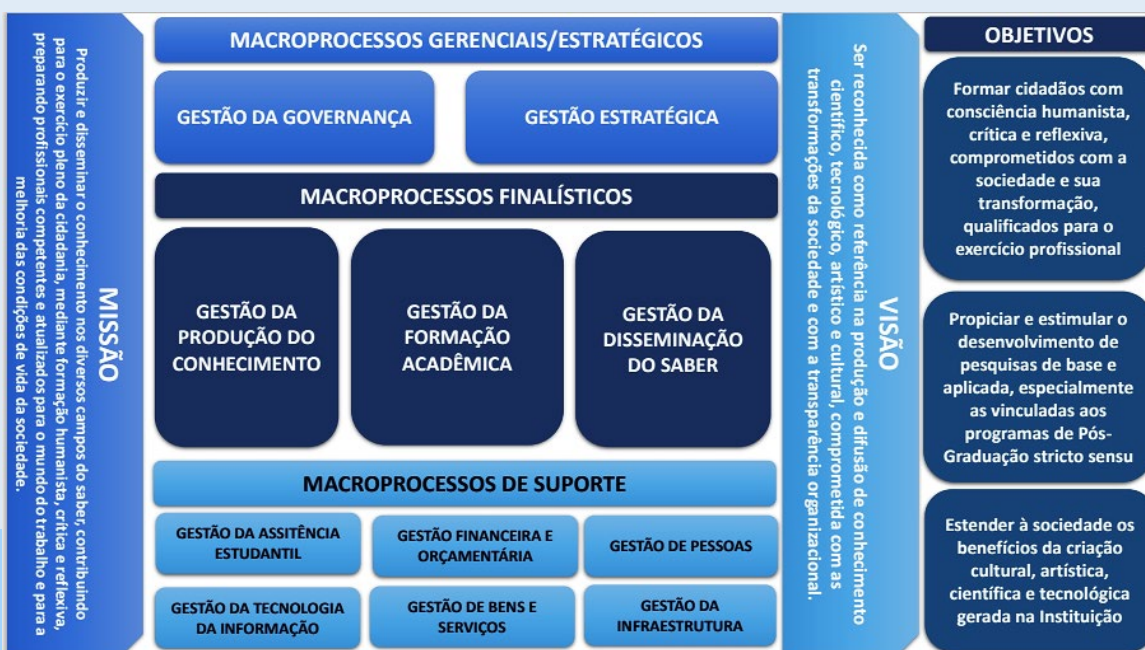 MISSÃO
Produzir e disseminar o conhecimento nos diversos campos do saber, contribuindo
para o exercício pleno da cidadania, mediante formação humanista, crítica e reflexiva,
preparando profissionais competentes e atualizados para o mundo do trabalho e para a
melhoria das condições de vida da sociedade.
MACROPROCESSOS GERENCIAIS/ESTRATÉGICOS
GESTÃO DA GOVERNANÇA
GESTÃO ESTRATÉGICA
MACROPROCESSOS FINALÍSTICOS
GESTÃO DA
PRODUÇÃO DO
CONHECIMENTO
GESTÃO DA
FORMAÇÃO
ACADÊMICA
GESTÃO DA
DISSEMINAÇÃO
DO SABER
MACROPROCESSOS DE SUPORTE
GESTÃO DA ASSITÊNCIA
ESTUDANTIL
GESTÃO FINANCEIRA E
ORÇAMENTÁRIA
GESTÃO DE PESSOAS
GESTÃO DA TECNOLOGIA
DA INFORMAÇÃO
GESTÃO DE BENS E
SERVIÇOS
GESTÃO DA
INFRAESTRUTURA
VISÃO
Ser reconhecida como referência na produção e difusão de conhecimento
científico, tecnológico, artístico e cultural, comprometida com as
transformações da sociedade e com a transparência organizacional.
OBJETIVOS
Formar cidadãos com
consciência humanista,
crítica e reflexiva,
comprometidos com a
sociedade e sua
transformação,
qualificados para o
exercício profissional
Propiciar e estimular o
desenvolvimento de
pesquisas de base e
aplicada, especialmente
as vinculadas aos
programas de Pós-
Graduação stricto sensu
Estender à sociedade os
benefícios da criação
cultural, artística,
científica e tecnológica
gerada na Instituição